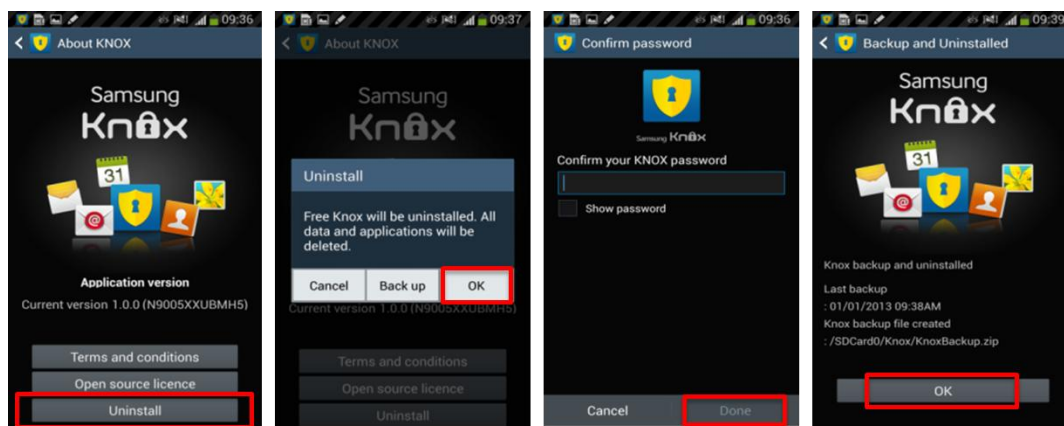 09:36
About KNOX
Samsung
Knox
31
@
Application version
Current version 1.0.0 (N9005XXUBMH5)
Terms and conditions
Open source licence
Uninstall
09:37
About KNOX
Samsung
Knox
Uninstall
Free Knox will be uninstalled. All
data and applications will be
deleted.
Cancel Back up OK
Current version 1.0.0 (N9005XXUBMH5)
Terms and conditions
Open source licence
Uninstall
09:36
Confirm password
Samsung Knox
Confirm your KNOX password
Show password
Cancel Done
09:39
Backup and Uninstalled
Samsung
Knox
31
@
Knox backup and uninstalled
Last backup
: 01/01/2013 09:38AM
Knox backup file created
: /SDCard0/Knox/KnoxBackup.zip
OK